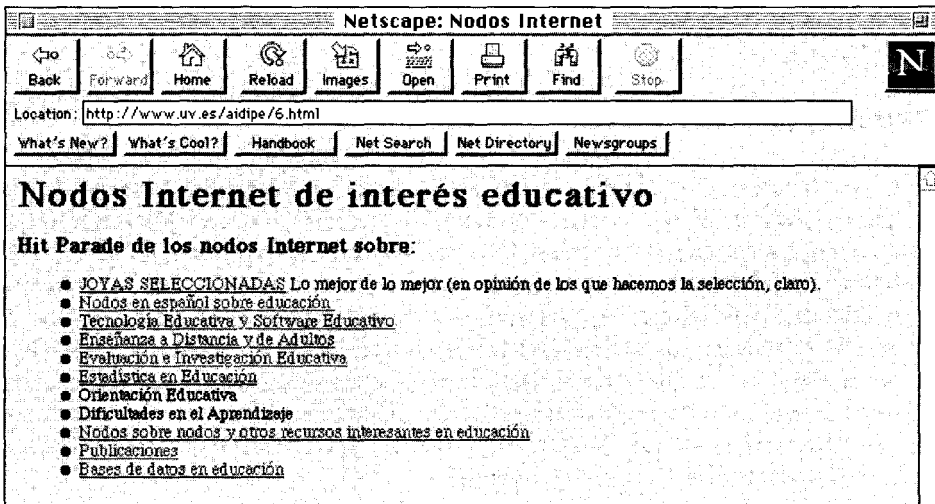 Netscape: Nodos Internet
Back Forward Home Reload Images Open Print Find Stop
N
Location: http://www.uv.es/aidipe/6.html
What's New? What's Cool? Handbook Net Search Net Directory Newsgroups
Nodos Internet de interés educativo
Hit Parade de los nodos Internet sobre:
JOYAS SELECCIONADAS Lo mejor de lo mejor (en opinión de los que hacemos la selección, claro).
Nodos en español sobre educación
Tecnología Educativa y Software Educativo
Enseñanza a Distancia y de Adultos
Evaluación e Investigación Educativa
Estadística en Educación
Orientación Educativa
Dificultades en el Aprendizaje
Nodos sobre nodos y otros recursos interesantes en educación
Publicaciones
Bases de datos en educación